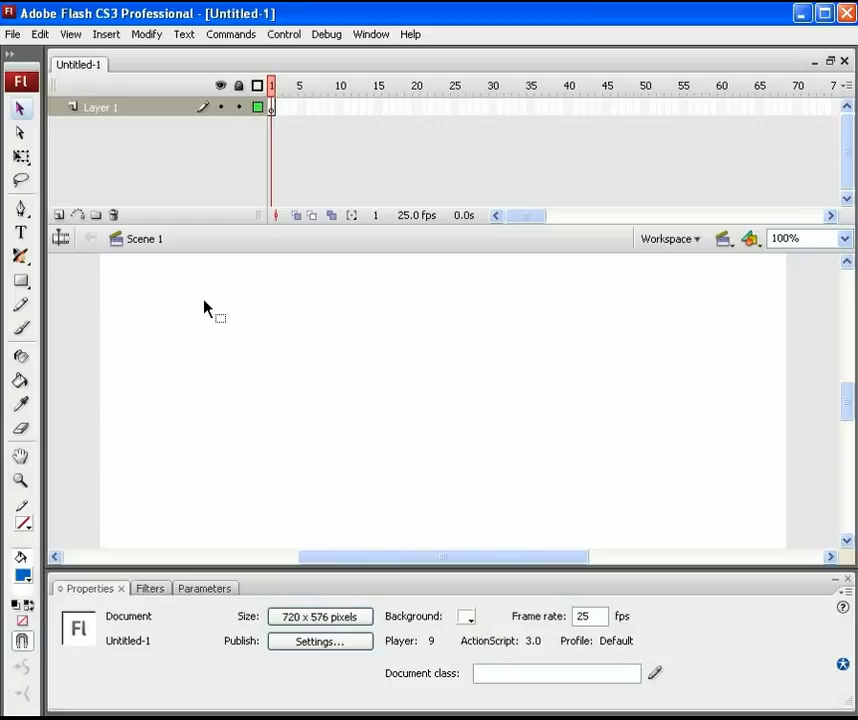 Fl Adobe Flash CS3 Professional - [Untitled-1]
File Edit View Insert Modify Text Commands Control Debug Window Help
Fl
Untitled-1
1 5 10 15 20 25 30 35 40 45 50 55 60 65 70 7
Layer 1
1 25.0 fps 0.0s
Scene 1 Workspace 100%
T
Properties x Filters Parameters
Fl Document Size: 720 x 576 pixels Background: Frame rate: 25 fps
Untitled-1 Publish: Settings... Player: 9 ActionScript: 3.0 Profile: Default
Document class: